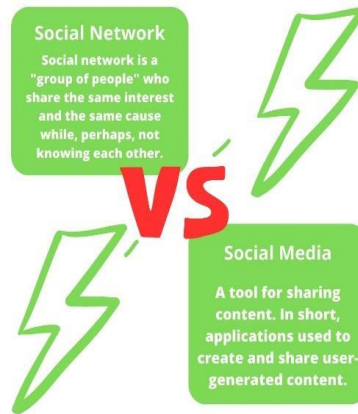 Social Network
Social network is a
"group of people" who
share the same interest
and the same cause
while, perhaps, not
knowing each other.
VS
Social Media
A tool for sharing
content. In short,
applications used to
create and share user-
generated content.